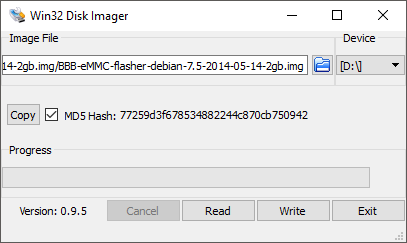 Win32 Disk Imager
Image File
Device
14-2gb.img/BBB-eMMC-flasher-debian-7.5-2014-05-14-2gb.img
[D:\]
Copy
MD5 Hash: 77259d3f678534882244c870cb750942
Progress
Version: 0.9.5
Cancel
Read
Write
Exit